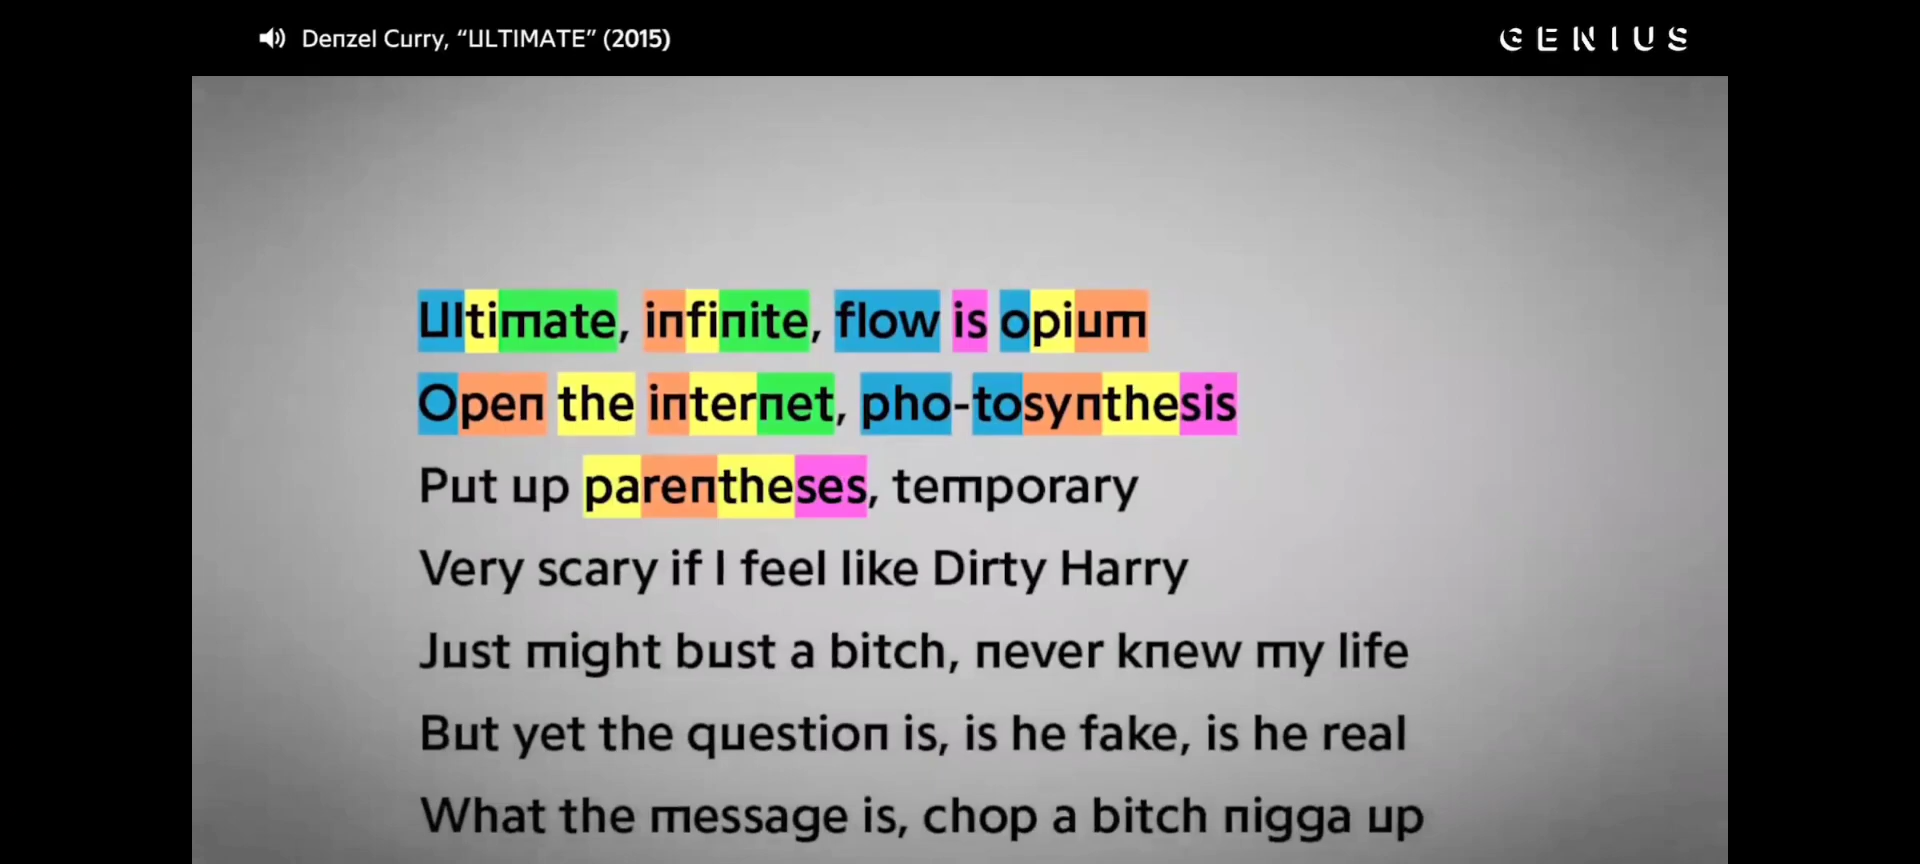 Denzel Curry, “ULTIMATE” (2015)
GENIUS
Ultimate, infinite, flow is opium
Open the internet, pho-tosynthesis
Put up parentheses, temporary
Very scary if I feel like Dirty Harry
Just might bust a bitch, never knew my life
But yet the question is, is he fake, is he real
What the message is, chop a bitch nigga up